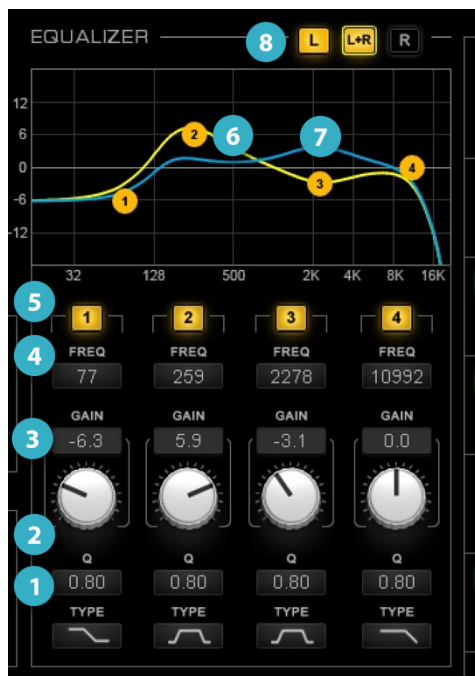 EQUALIZER 8 L L+R R
12
6 2 6 7
0 4
-6 1 3
-12
32 128 500 2K 4K 8K 16K
5 1 2 3 4
4 FREQ FREQ FREQ FREQ
77 259 2278 10992
GAIN GAIN GAIN GAIN
3 -6.3 5.9 -3.1 0.0
2
Q Q Q Q
1 0.80 0.80 0.80 0.80
TYPE TYPE TYPE TYPE